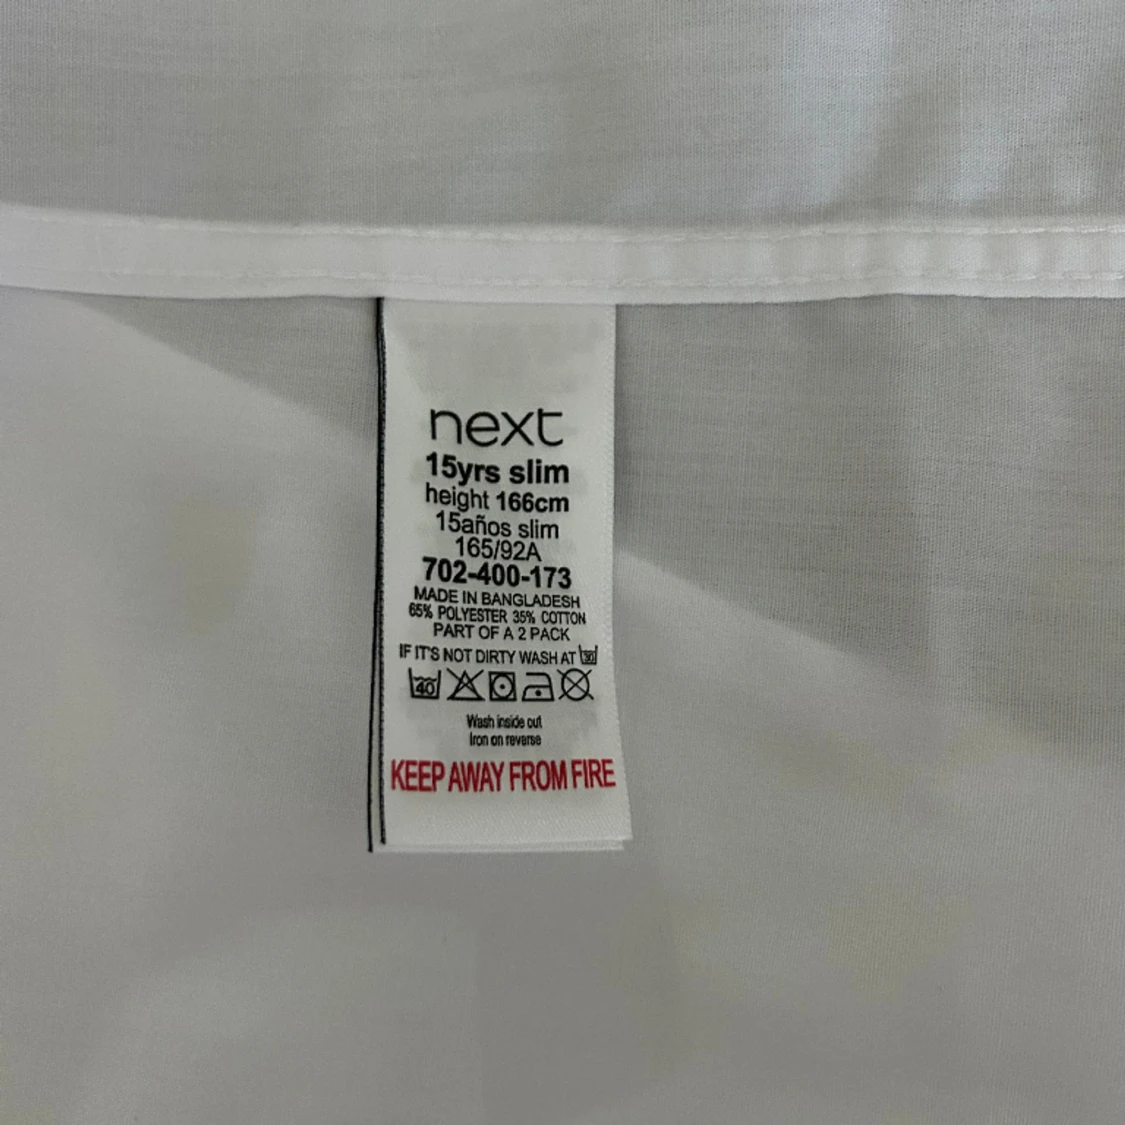 next
15yrs slim
height 166cm
15años slim
165/92A
702-400-173
MADE IN BANGLADESH
65% POLYESTER 35% COTTON
PART OF A 2 PACK
IF IT'S NOT DIRTY WASH AT 30
40
Wash inside out
Iron on reverse
KEEP AWAY FROM FIRE